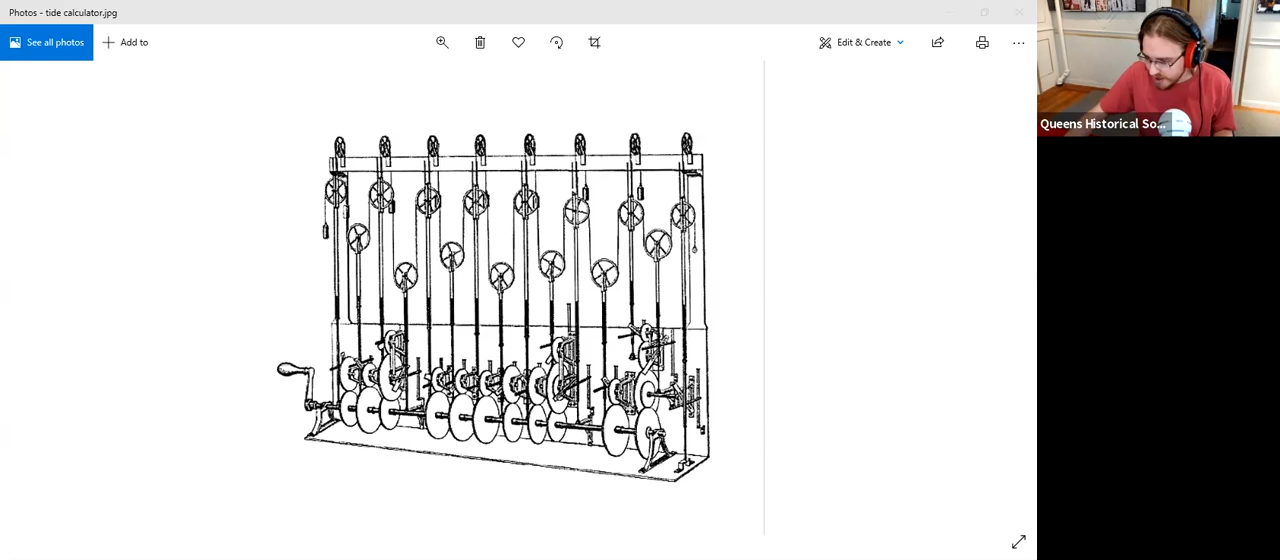 Photos - tide calculator.jpg
See all photos
Add to
Edit & Create
Queens Historical So...